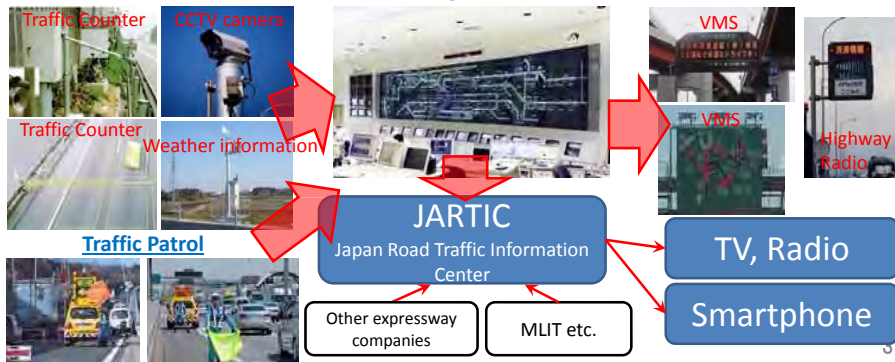 Traffic Counter
CCTV camera
VMS
Traffic Counter
Weather information
VMS
Highway
Radio
Traffic Patrol
JARTIC
Japan Road Traffic Information
Center
TV, Radio
Other expressway
companies
MLIT etc.
Smartphone
3